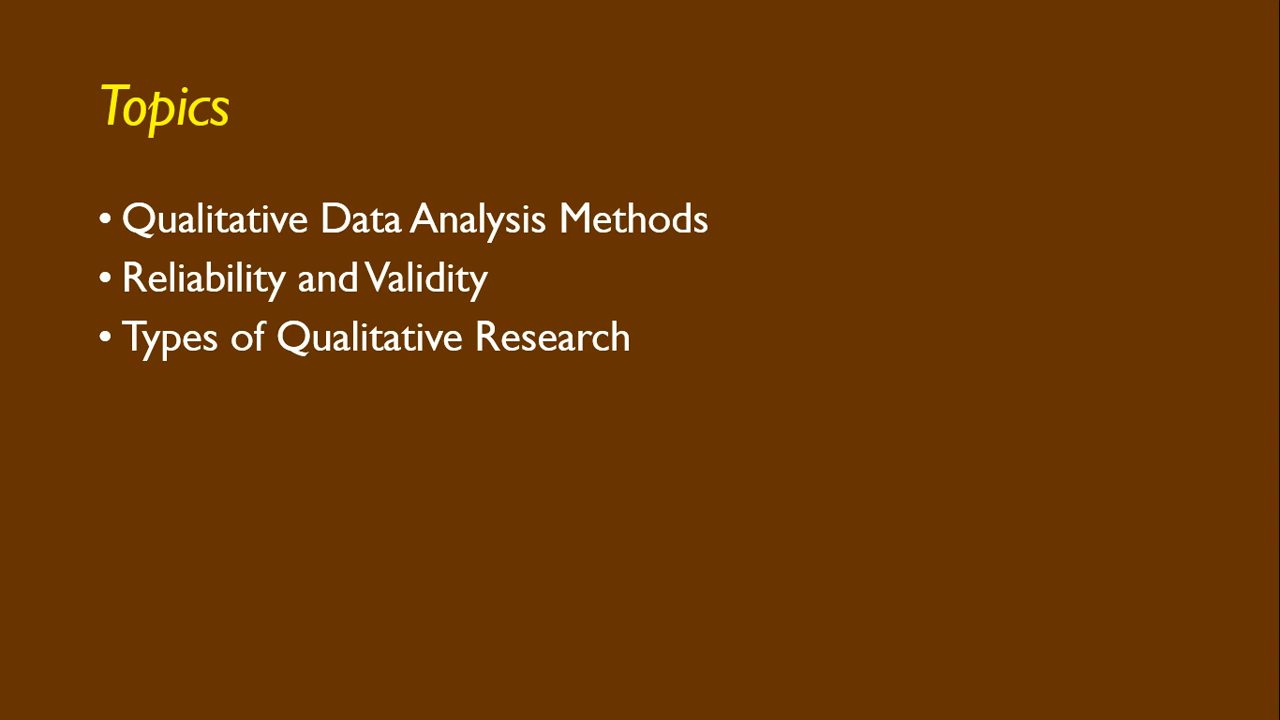 Topics
• Qualitative Data Analysis Methods
• Reliability and Validity
• Types of Qualitative Research